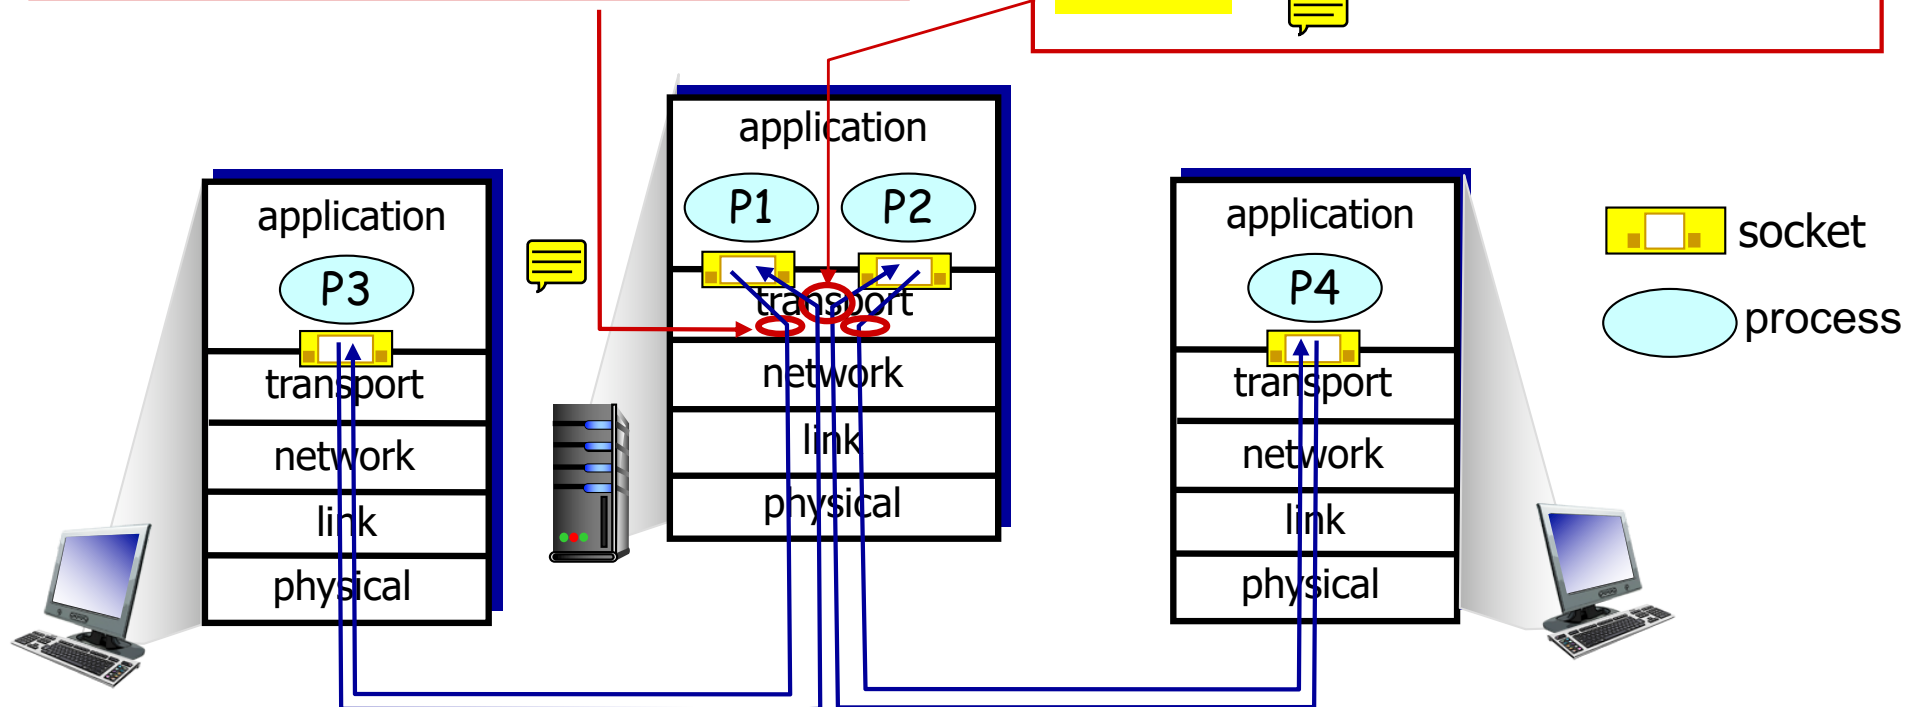 application
P1
P2
transport
network
link
physical
application
P3
transport
network
link
physical
application
P4
transport
network
link
physical
socket
process